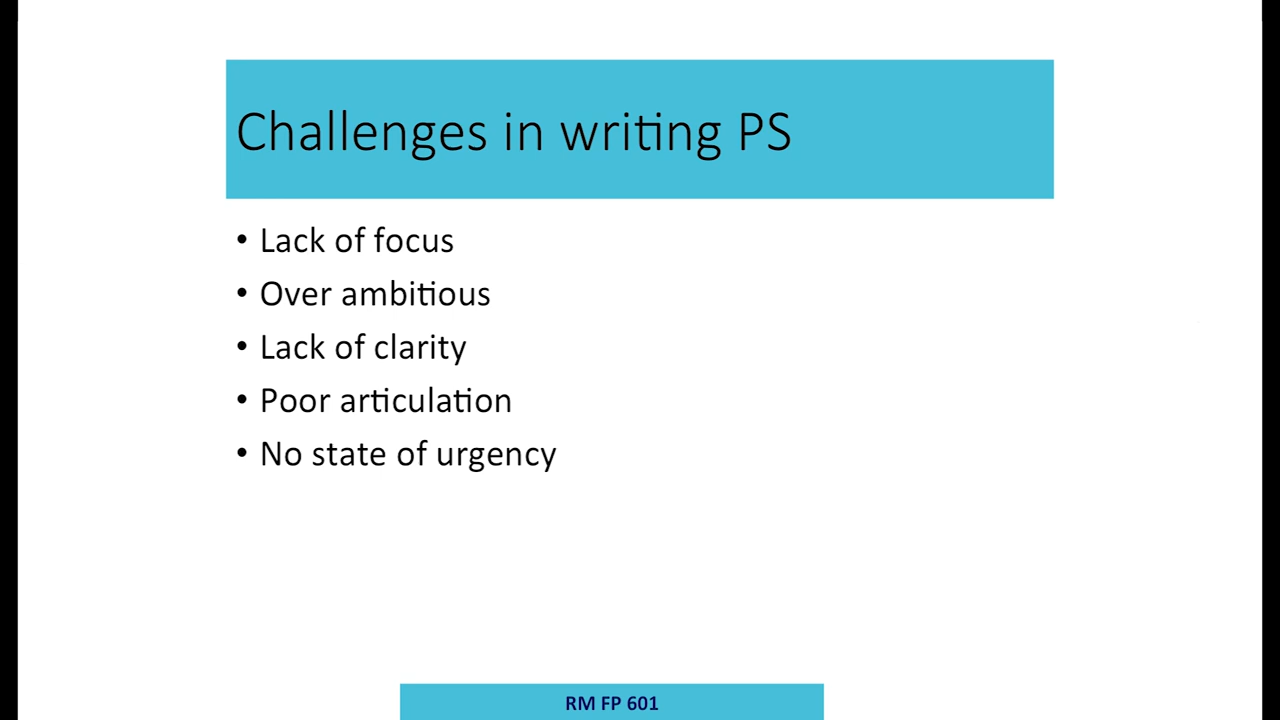 Challenges in writing PS
• Lack of focus
• Over ambitious
• Lack of clarity
• Poor articulation
• No state of urgency
RM FP 601